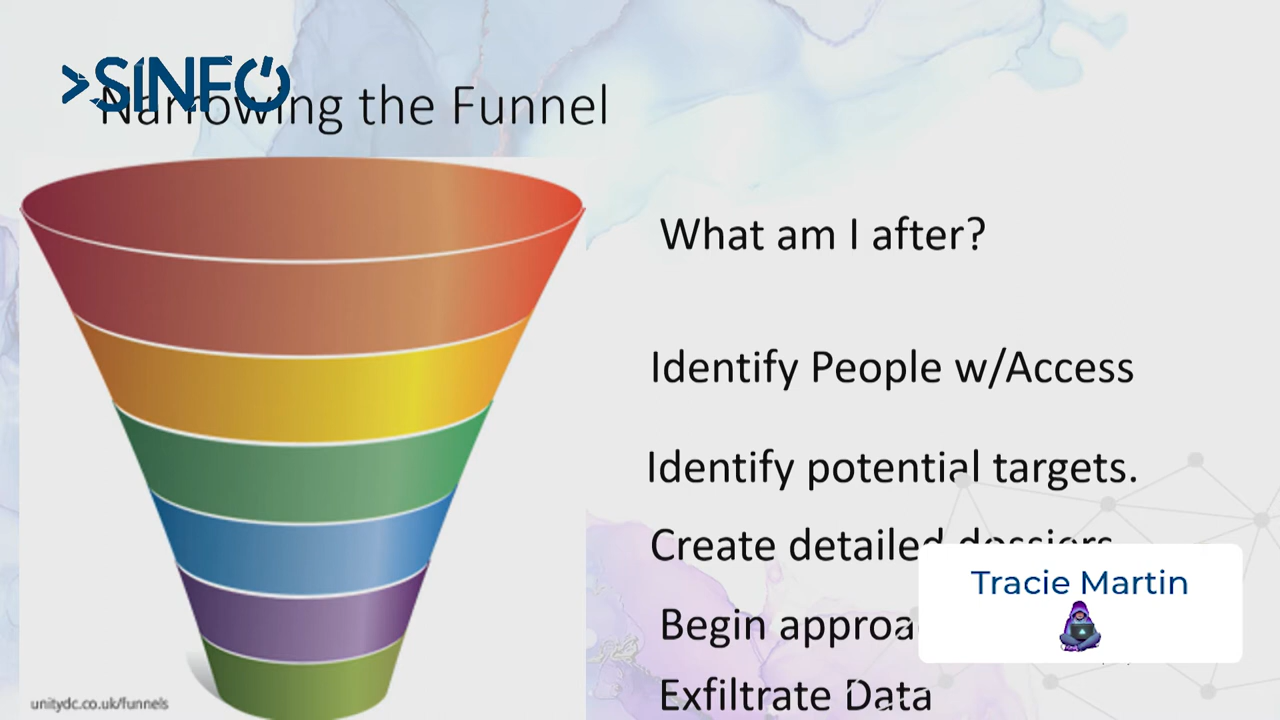 >SINFO
Narrowing the Funnel
What am I after?
Identify People w/Access
Identify potential targets.
Create detailed dossiers
Tracie Martin
Begin
Exfiltrate Data
unitydc.co.uk/funnels